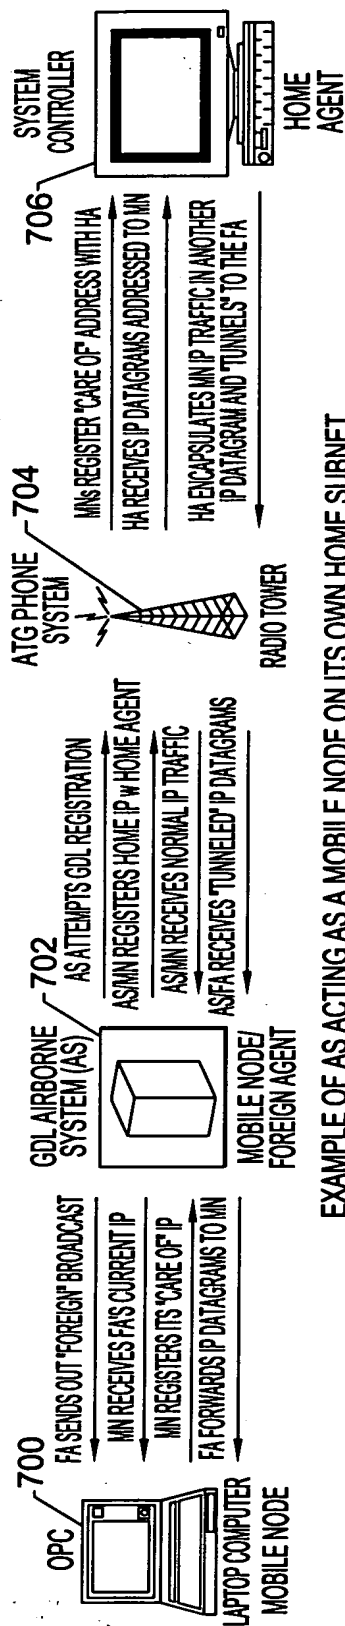 OPC
700
LAPTOP COMPUTER
MOBILE NODE
FA SENDS OUT "FOREIGN" BROADCAST
MN RECEIVES FA'S CURRENT IP
MN REGISTERS ITS "CARE OF" IP
FA FORWARDS IP DATAGRAMS TO MN
GDL AIRBORNE
SYSTEM (AS)
702
MOBILE NODE/
FOREIGN AGENT
AS ATTEMPTS GDL REGISTRATION
AS/MN REGISTERS HOME IP w HOME AGENT
AS/MN RECEIVES NORMAL IP TRAFFIC
AS/FA RECEIVES "TUNNELED" IP DATAGRAMS
ATG PHONE
SYSTEM
704
RADIO TOWER
MNs REGISTER "CARE OF" ADDRESS WITH HA
HA RECEIVES IP DATAGRAMS ADDRESSED TO MN
HA ENCAPSULATES MN IP TRAFFIC IN ANOTHER
IP DATAGRAM AND "TUNNELS" TO THE FA
SYSTEM
CONTROLLER
706
HOME
AGENT
EXAMPLE OF AS ACTING AS A MOBILE NODE ON ITS OWN HOME SUBNET